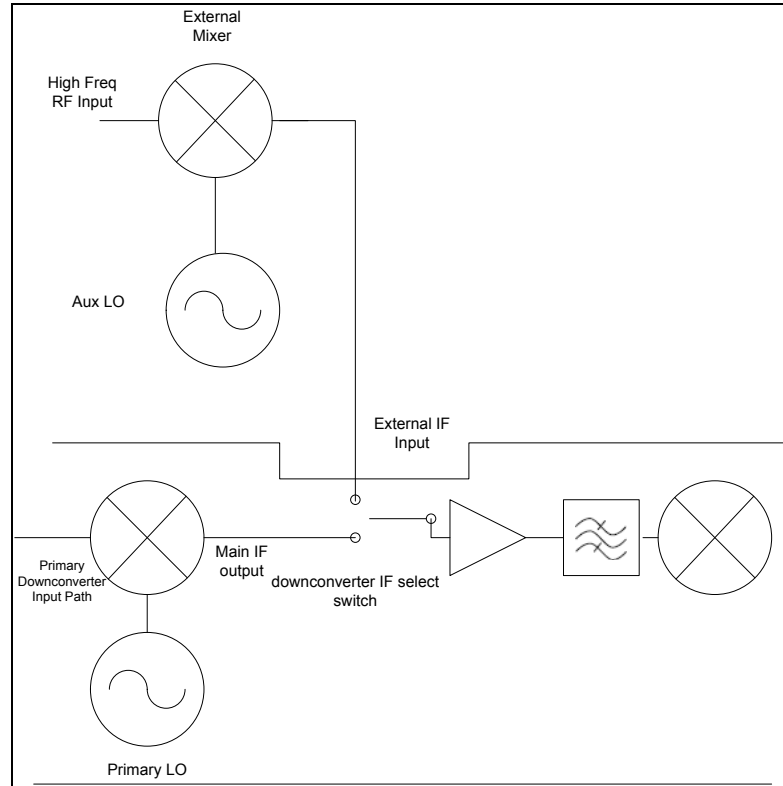 External
Mixer
High Freq
RF Input
Aux LO
External IF
Input
Main IF
output
Primary
Downconverter
Input Path
downconverter IF select
switch
Primary LO